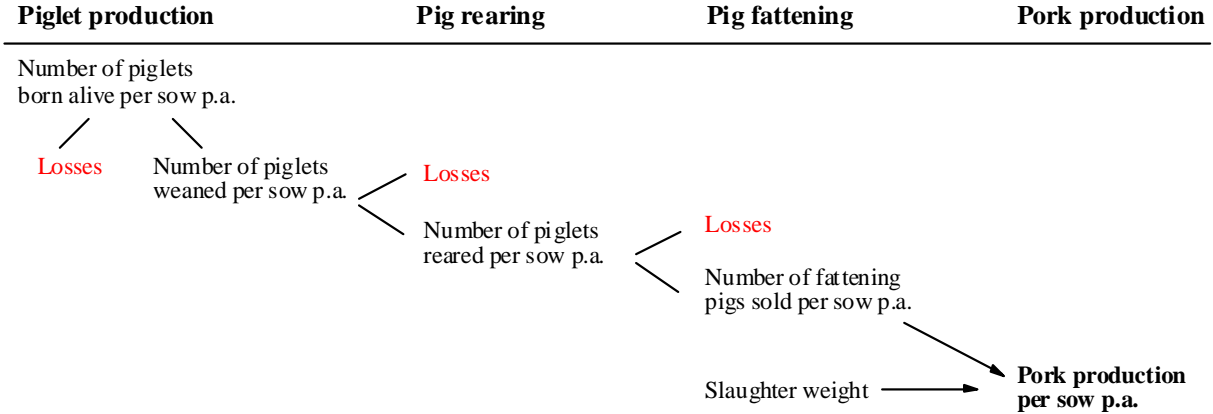 Piglet production
Pig rearing
Pig fattening
Pork production
Number of piglets
born alive per sow p.a.
Losses
Number of piglets
weaned per sow p.a.
Losses
Number of piglets
reared per sow p.a.
Losses
Number of fattening
pigs sold per sow p.a.
Slaughter weight
Pork production
per sow p.a.